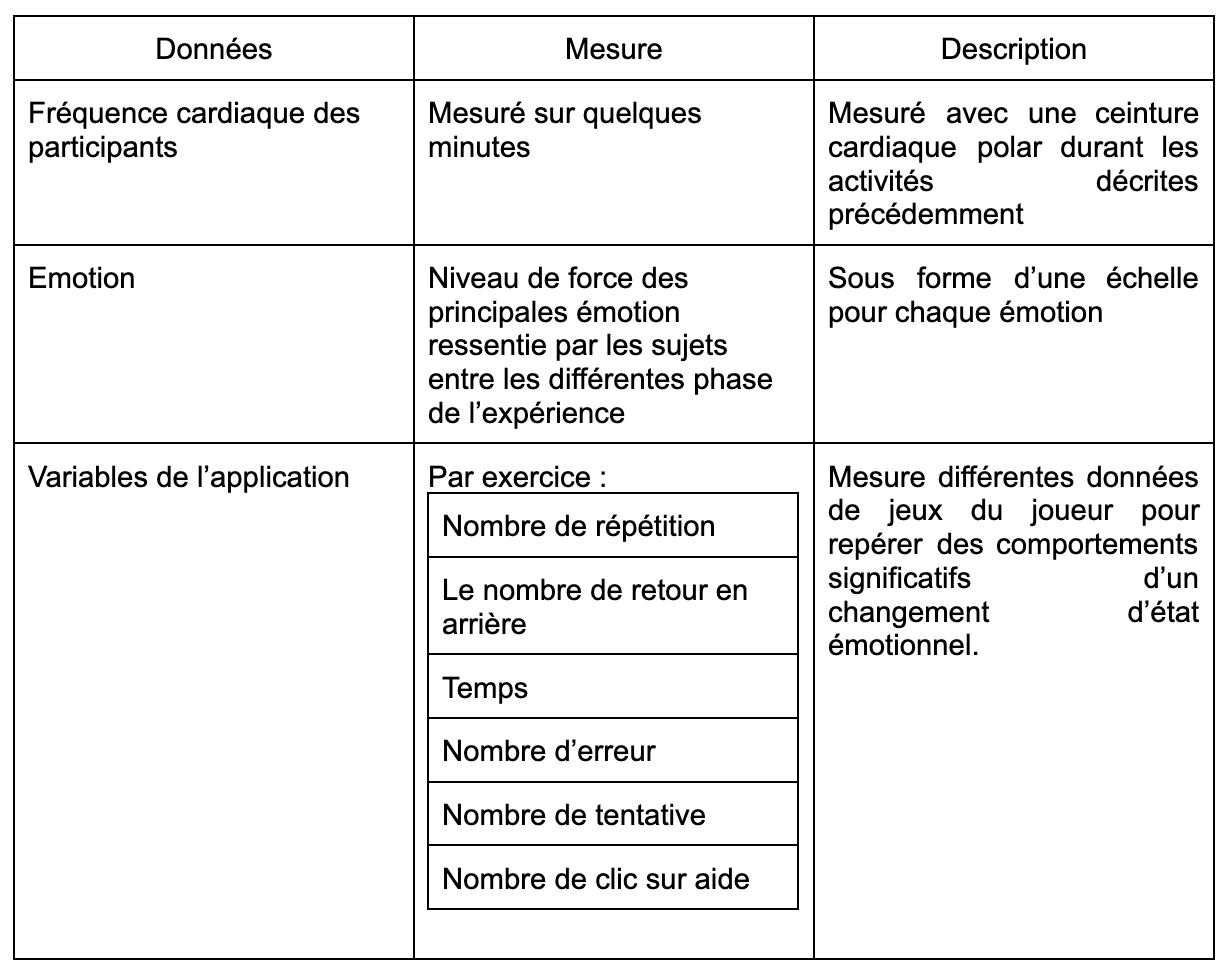 Données
Mesure
Description
Fréquence cardiaque des
participants
Mesuré sur quelques
minutes
Mesuré avec une ceinture
cardiaque polar durant les
activités décrites
précédemment
Emotion
Niveau de force des
principales émotion
ressentie par les sujets
entre les différentes phase
de l’expérience
Sous forme d’une échelle
pour chaque émotion
Variables de l’application
Par exercice :
Nombre de répétition
Le nombre de retour en
arrière
Temps
Nombre d’erreur
Nombre de tentative
Nombre de clic sur aide
Mesure différentes données
de jeux du joueur pour
repérer des comportements
significatifs d’un
changement d’état
émotionnel.